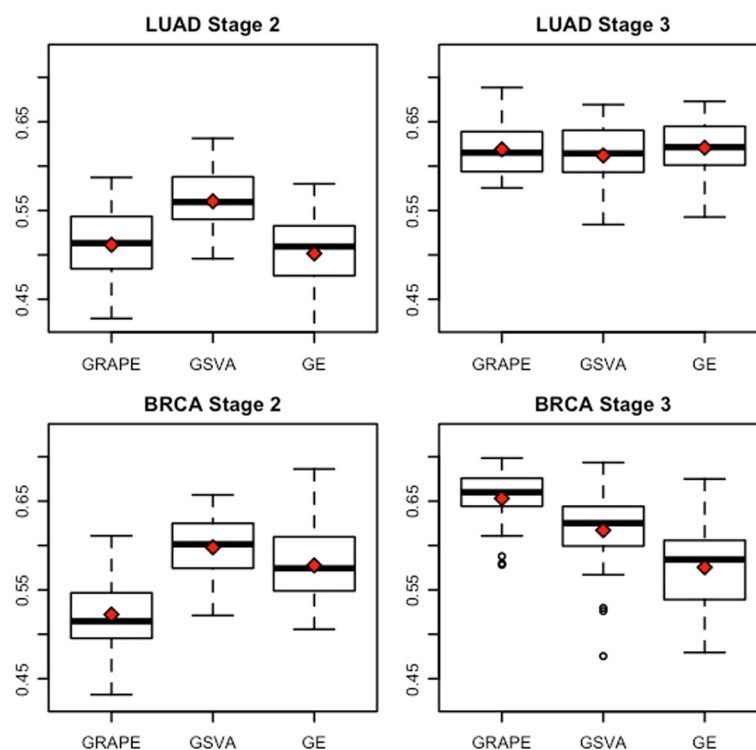 LUAD Stage 2
0.65
0.55
0.45
GRAPE GSVA GE
LUAD Stage 3
0.65
0.55
0.45
GRAPE GSVA GE
BRCA Stage 2
0.65
0.55
0.45
GRAPE GSVA GE
BRCA Stage 3
0.65
0.55
0.45
GRAPE GSVA GE